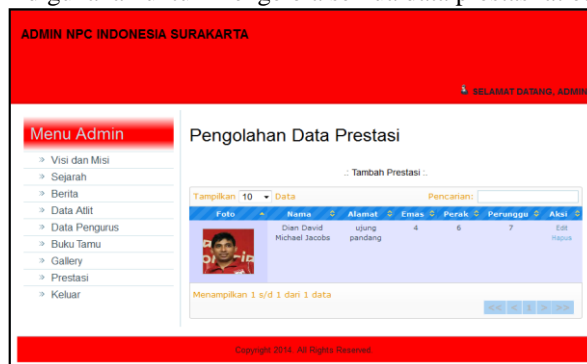 ADMIN NPC INDONESIA SURAKARTA
SELAMAT DATANG, ADMIN
Menu Admin
» Visi dan Misi
» Sejarah
» Berita
» Data Atlit
» Data Pengurus
» Buku Tamu
» Gallery
» Prestasi
» Keluar
Pengolahan Data Prestasi
.: Tambah Prestasi :.
Tampilkan 10 Data Pencarian:
Foto Nama Alamat Emas Perak Perunggu Aksi
Dian David ujung 4 6 7 Edit
Michael Jacobs pandang Hapus
Menampilkan 1 s/d 1 dari 1 data
<< < 1 > >>
Copyright 2014. All Rights Reserved.